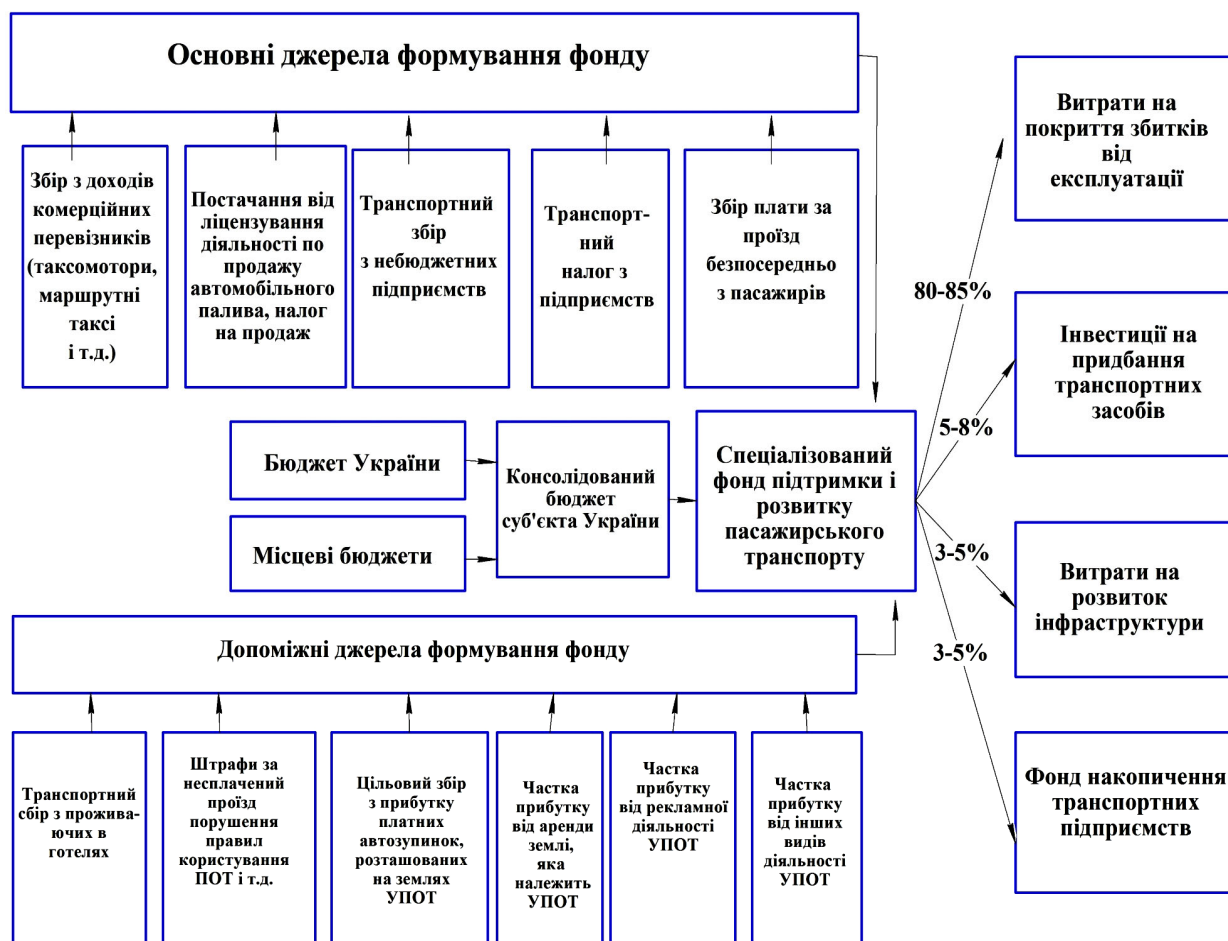 Основні джерела формування фонду
Збір з доходів
комерційних
перевізників
(таксомотори,
маршрутні
таксі
і т.д.)
Постачання від
ліцензування
діяльності по
продажу
автомобільного
палива, налог
на продаж
Транспортний
збір
з небюджетних
підприємств
Транспорт-
ний
налог з
підприємств
Збір плати за
проїзд
безпосередньо
з пасажирів
Бюджет України
Місцеві бюджети
Консолідований
бюджет
суб'єкта України
Спеціалізований
фонд підтримки і
розвитку
пасажирського
транспорту
80-85%
5-8%
3-5%
3-5%
Витрати на
покриття збитків
від
експлуатації
Інвестиції на
придбання
транспортних
засобів
Витрати на
розвиток
інфраструктури
Фонд накопичення
транспортних
підприємств
Допоміжні джерела формування фонду
Транспортний
сбір з прожива-
ючих в
готелях
Штрафи за
несплачений
проїзд
порушення
правил
користування
ПОТ і т.д.
Цільовий збір
з прибутку
платних
автозупинок,
розташованих
на землях
УПОТ
Частка
прибутку
від аренди
землі,
яка
належить
УПОТ
Частка
прибутку
від рекламної
діяльності
УПОТ
Частка
прибутку
від інших
видів
діяльності
УПОТ